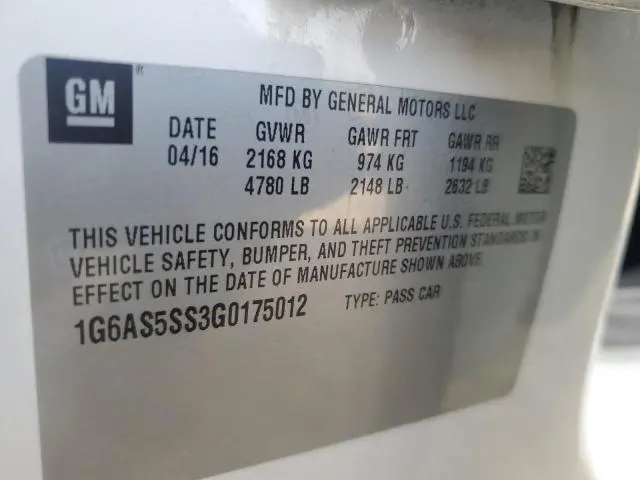 GM ®
MFD BY GENERAL MOTORS LLC
DATE GVWR GAWR FRT GAWR RR
04/16 2168 KG 974 KG 1194 KG
4780 LB 2148 LB 2632 LB
THIS VEHICLE CONFORMS TO ALL APPLICABLE U.S. FEDERAL MOTOR
VEHICLE SAFETY, BUMPER, AND THEFT PREVENTION STANDARDS IN
EFFECT ON THE DATE OF MANUFACTURE SHOWN ABOVE.
1G6AS5SS3G0175012 TYPE: PASS CAR